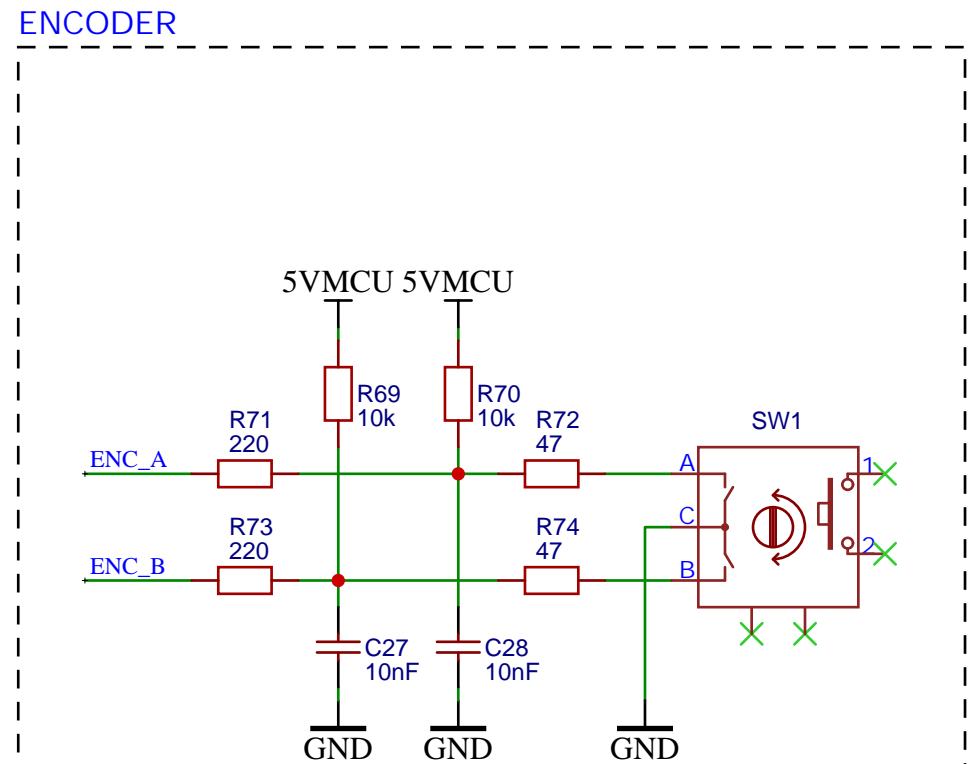 ENCODER
5VMCU 5VMCU
R69
10k
R70
10k
R71
220
R72
47
SW1
ENC_A
A
1
C
R73
220
R74
47
2
ENC_B
B
C27
10nF
C28
10nF
GND GND GND